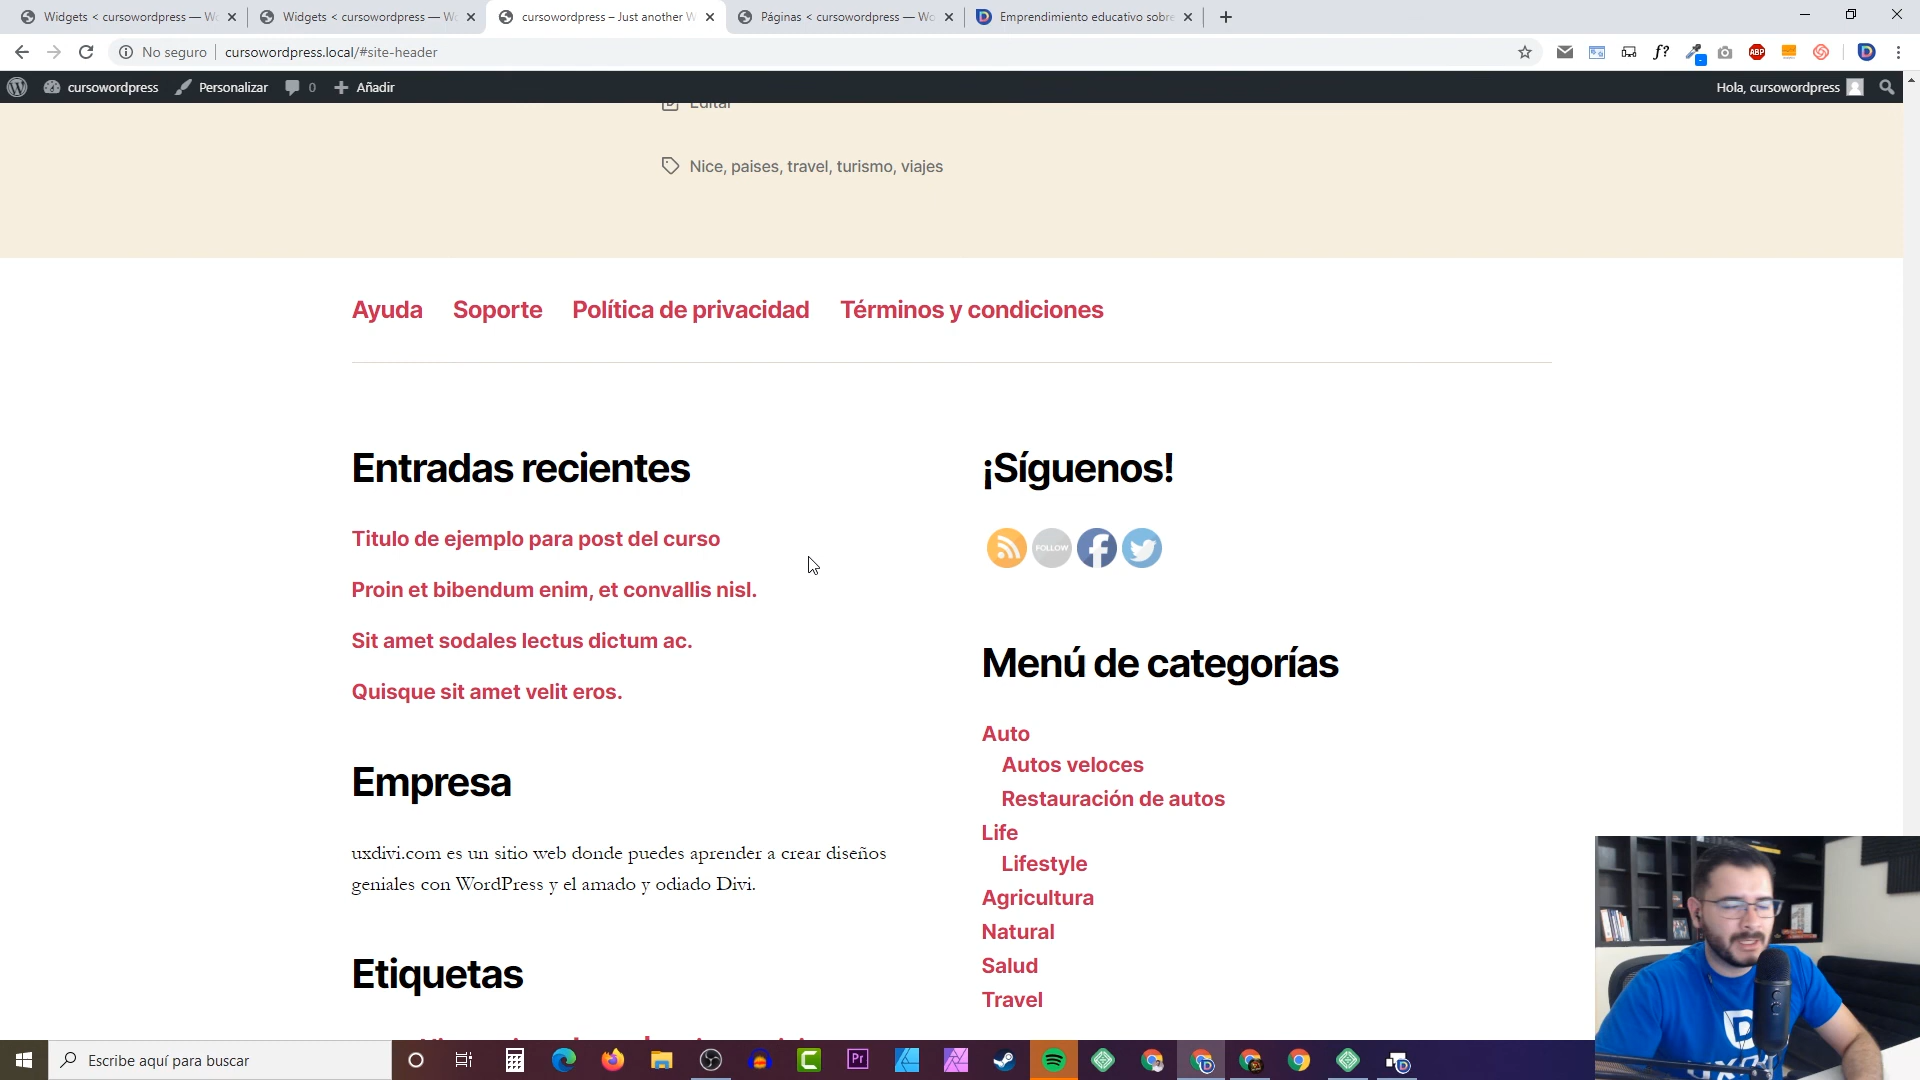 Widgets < cursowordpress — Wo
Widgets < cursowordpress — Wo
cursowordpress – Just another W
Páginas < cursowordpress — Wo
Emprendimiento educativo sobre
No seguro
cursowordpress.local/#site-header
f?
ABP
cursowordpress
Personalizar
0
Añadir
Hola, cursowordpress
Editar
Nice, paises, travel, turismo, viajes
Ayuda
Soporte
Política de privacidad
Términos y condiciones
Entradas recientes
Titulo de ejemplo para post del curso
Proin et bibendum enim, et convallis nisl.
Sit amet sodales lectus dictum ac.
Quisque sit amet velit eros.
Empresa
uxdivi.com es un sitio web donde puedes aprender a crear diseños
geniales con WordPress y el amado y odiado Divi.
Etiquetas
¡Síguenos!
FOLLOW
Menú de categorías
Auto
Autos veloces
Restauración de autos
Life
Lifestyle
Agricultura
Natural
Salud
Travel
Escribe aquí para buscar
Pr